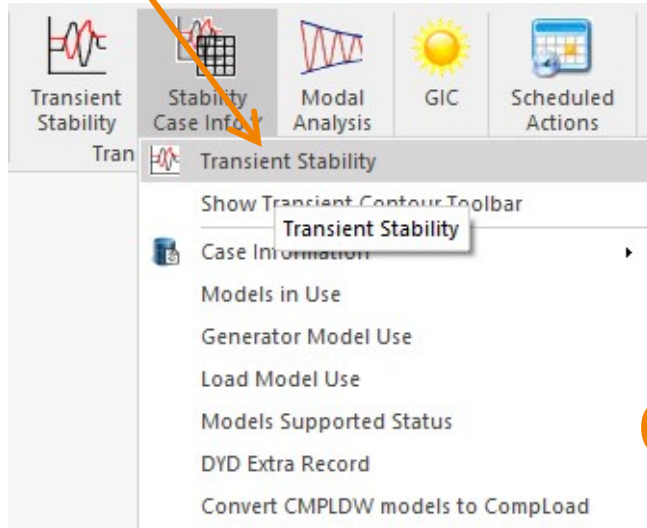 Transient Stability Modal GIC Scheduled
Stability Case Info Analysis Actions
Tran
Transient Stability
Show Transient Contour Toolbar
Transient Stability
Case Information
Models in Use
Generator Model Use
Load Model Use
Models Supported Status
DYD Extra Record
Convert CMPLDW models to CompLoad